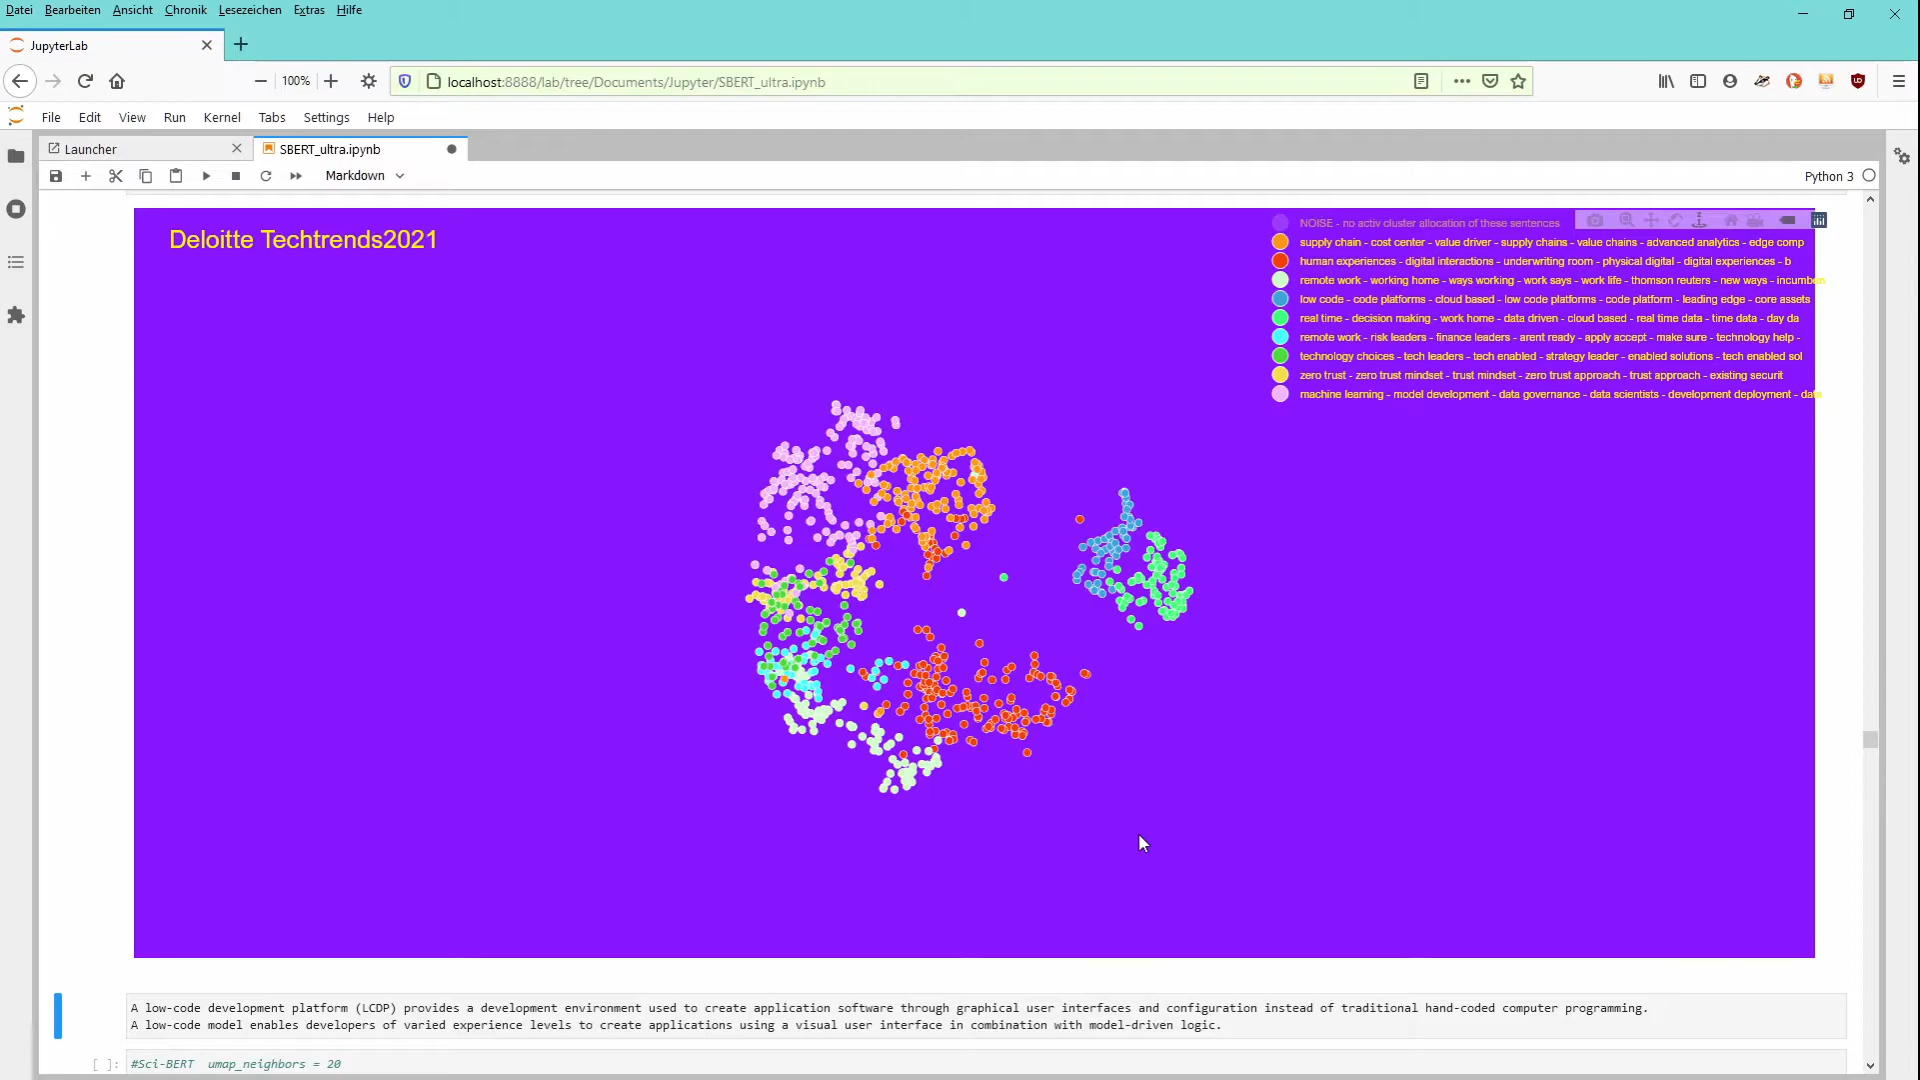 Datei Bearbeiten Ansicht Chronik Lesezeichen Extras Hilfe
JupyterLab
100%
localhost:8888/lab/tree/Documents/Jupyter/SBERT_ultra.ipynb
File Edit View Run Kernel Tabs Settings Help
Launcher SBERT_ultra.ipynb
Markdown Python 3
Deloitte Techtrends2021
NOISE - no activ cluster allocation of these sentences
supply chain - cost center - value driver - supply chains - value chains - advanced analytics - edge comp
human experiences - digital interactions - underwriting room - physical digital - digital experiences - b
remote work - working home - ways working - work says - work life - thomson reuters - new ways - incumben
low code - code platforms - cloud based - low code platforms - code platform - leading edge - core assets
real time - decision making - work home - data driven - cloud based - real time data - time data - day da
remote work - risk leaders - finance leaders - arent ready - apply accept - make sure - technology help -
technology choices - tech leaders - tech enabled - strategy leader - enabled solutions - tech enabled sol
zero trust - zero trust mindset - trust mindset - zero trust approach - trust approach - existing securit
machine learning - model development - data governance - data scientists - development deployment - data
A low-code development platform (LCDP) provides a development environment used to create application software through graphical user interfaces and configuration instead of traditional hand-coded computer programming.
A low-code model enables developers of varied experience levels to create applications using a visual user interface in combination with model-driven logic.
[ ]: #Sci-BERT umap_neighbors = 20